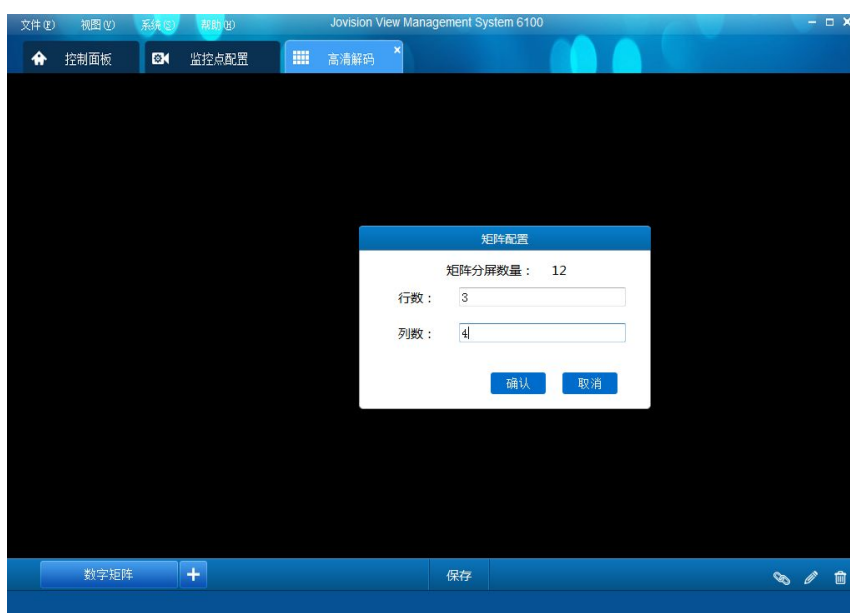 文件(F) 视图(V) 系统(S) 帮助(H) Jovision View Management System 6100
控制面板 监控点配置 高清解码
矩阵配置
矩阵分屏数量： 12
行数： 3
列数： 4
确认 取消
数字矩阵 保存